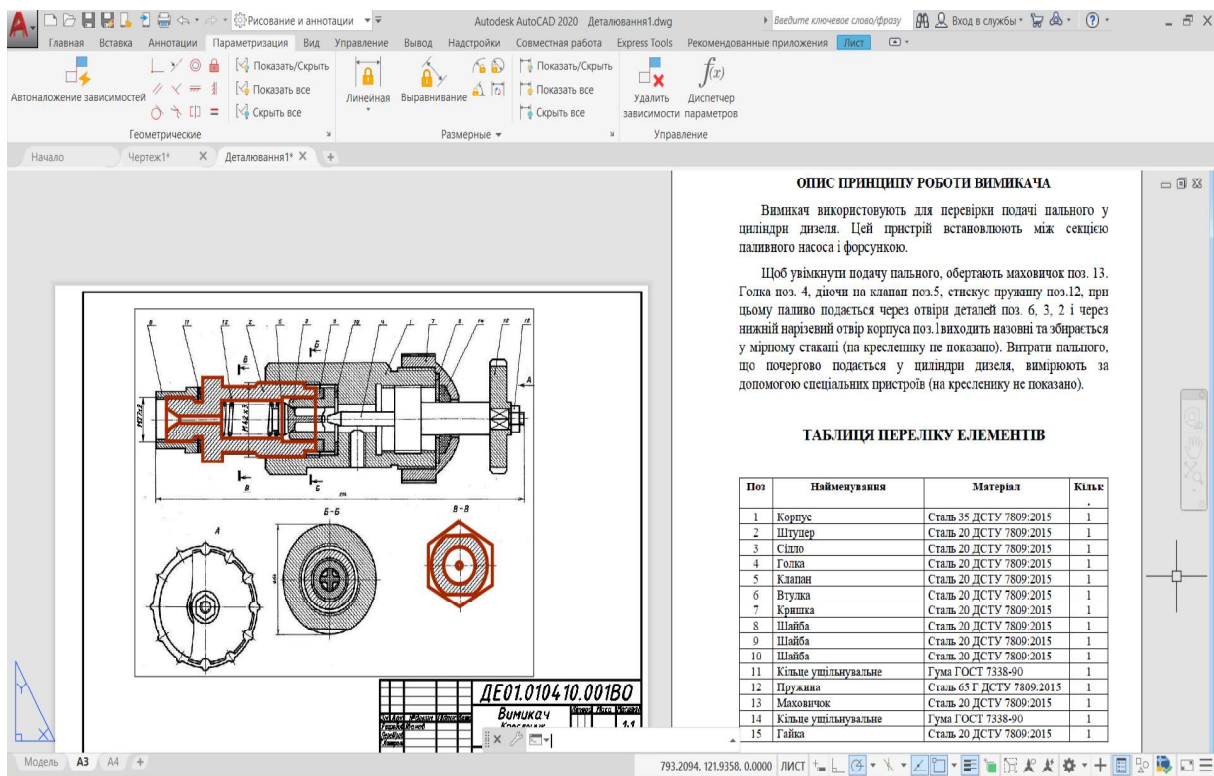 Рисование и аннотации
Autodesk AutoCAD 2020 Деталювання1.dwg
Введите ключевое слово/фразу
Вход в службы
Главная Вставка Аннотации Параметризация Вид Управление Вывод Надстройки Совместная работа Express Tools Рекомендованные приложения Лист
Автоналожение зависимостей
Показать/Скрыть
Показать все
Скрыть все
Геометрические
Линейная
Выравнивание
Показать/Скрыть
Показать все
Скрыть все
Размерные
Удалить зависимости
Диспетчер параметров
f(x)
Управление
Начало Чертеж1* Деталювання1*
ОПИС ПРИНЦИПУ РОБОТИ ВИМИКАЧА
Вимикач використовують для перевірки подачі пального у
циліндри дизеля. Цей пристрій встановлюють між секцією
паливного насоса і форсункою.
Щоб увімкнути подачу пального, обертають маховичок поз. 13.
Голка поз. 4, діючи на клапан поз.5, стискує пружину поз.12, при
цьому паливо подається через отвіри деталей поз. 6, 3, 2 і через
нижній нарізевий отвір корпуса поз.1виходить назовні та збирається
у мірному стакані (на кресленику не показано). Витрати пального,
що почергово подається у циліндри дизеля, вимірюють за
допомогою спеціальних пристроїв (на кресленику не показано).
ТАБЛИЦЯ ПЕРЕЛІКУ ЕЛЕМЕНТІВ
Поз Найменування Матеріал Кільк.
1 Корпус Сталь 35 ДСТУ 7809:2015 1
2 Штуцер Сталь 20 ДСТУ 7809:2015 1
3 Сідло Сталь 20 ДСТУ 7809:2015 1
4 Голка Сталь 20 ДСТУ 7809:2015 1
5 Клапан Сталь 20 ДСТУ 7809:2015 1
6 Втулка Сталь 20 ДСТУ 7809:2015 1
7 Кришка Сталь 20 ДСТУ 7809:2015 1
8 Шайба Сталь 20 ДСТУ 7809:2015 1
9 Шайба Сталь 20 ДСТУ 7809:2015 1
10 Шайба Сталь 20 ДСТУ 7809:2015 1
11 Кільце ущільнувальне Гума ГОСТ 7338-90 1
12 Пружина Сталь 65 Г ДСТУ 7809:2015 1
13 Маховичок Сталь 20 ДСТУ 7809:2015 1
14 Кільце ущільнувальне Гума ГОСТ 7338-90 1
15 Гайка Сталь 20 ДСТУ 7809:2015 1
Б
В
А
В
Б
А
Б-Б
В-В
ДЕ01.010410.001ВО
Вимикач
1:1
Модель А3 А4
793.2094, 121.9358, 0.0000 ЛИСТ